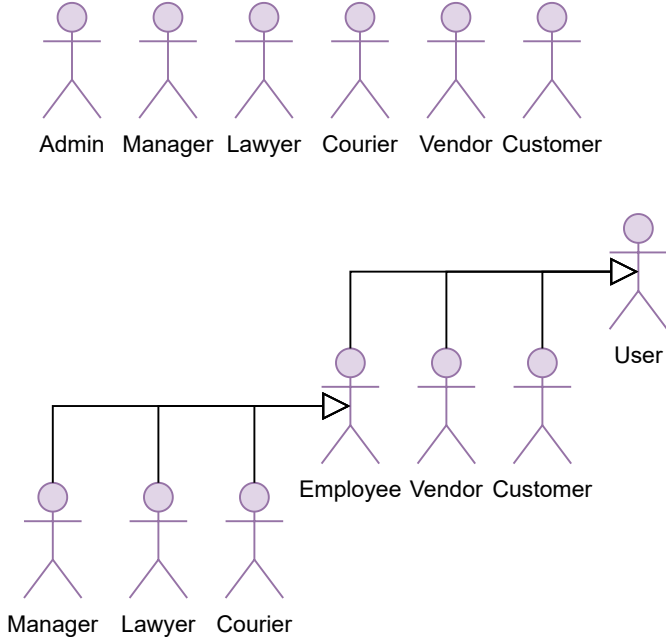 Admin Manager Lawyer Courier Vendor Customer
User
Employee Vendor Customer
Manager Lawyer Courier